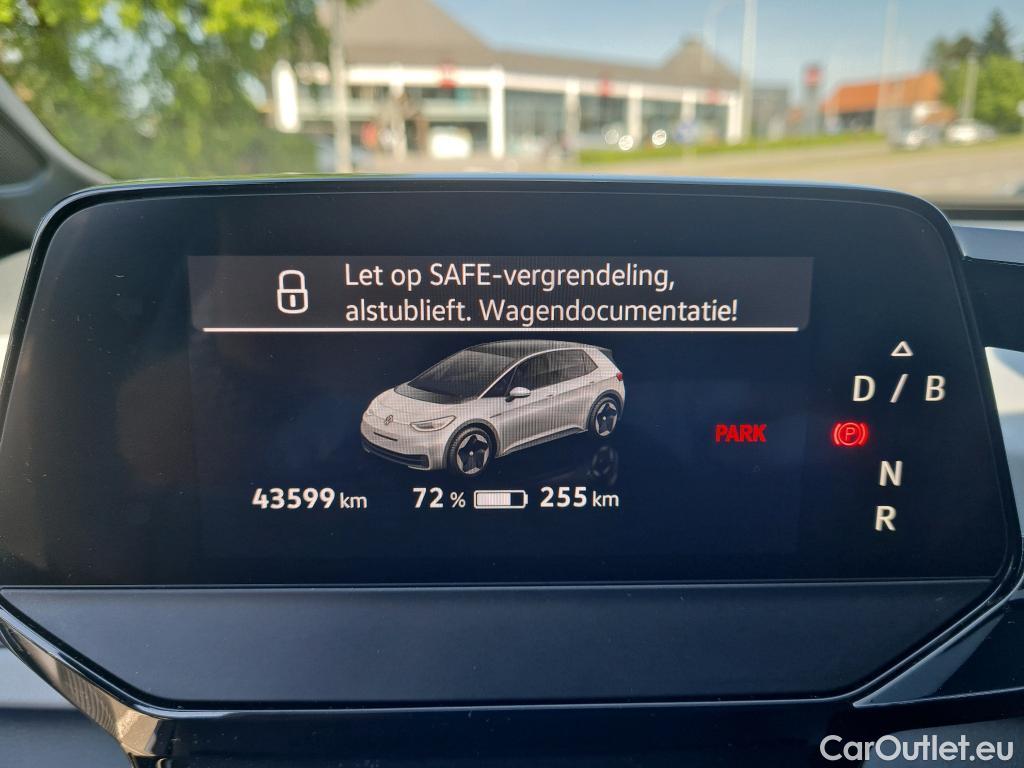 Let op SAFE-vergrendeling,
alstublieft. Wagendocumentatie!
D / B
PARK
P
N
43599 km 72 % 255 km
R
CarOutlet.eu